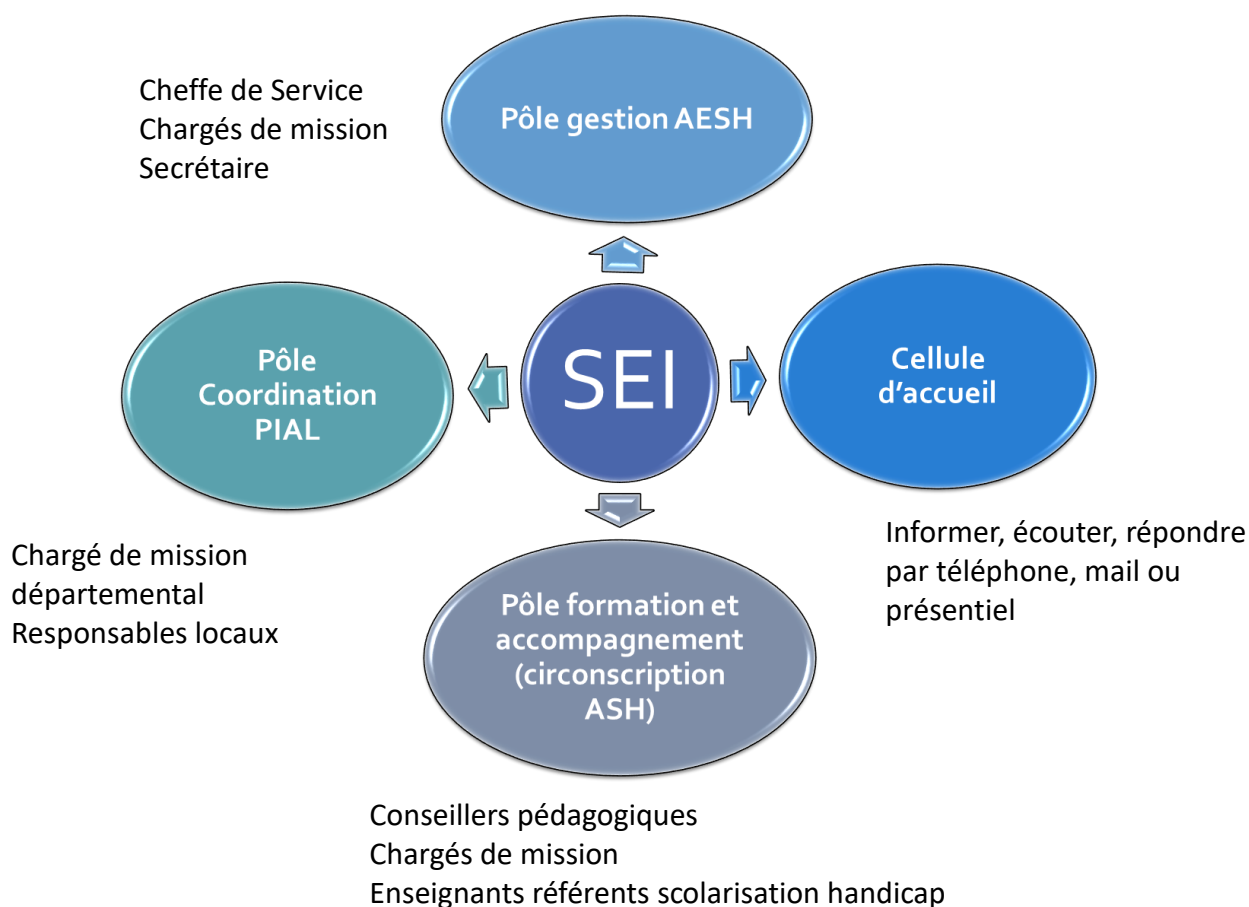 Cheffe de Service
Chargés de mission
Secrétaire
Pôle gestion AESH
Pôle
Coordination
PIAL
SEI
Cellule
d'accueil
Chargé de mission
départemental
Responsables locaux
Informer, écouter, répondre
par téléphone, mail ou
présentiel
Pôle formation et
accompagnement
(circonscription
ASH)
Conseillers pédagogiques
Chargés de mission
Enseignants référents scolarisation handicap